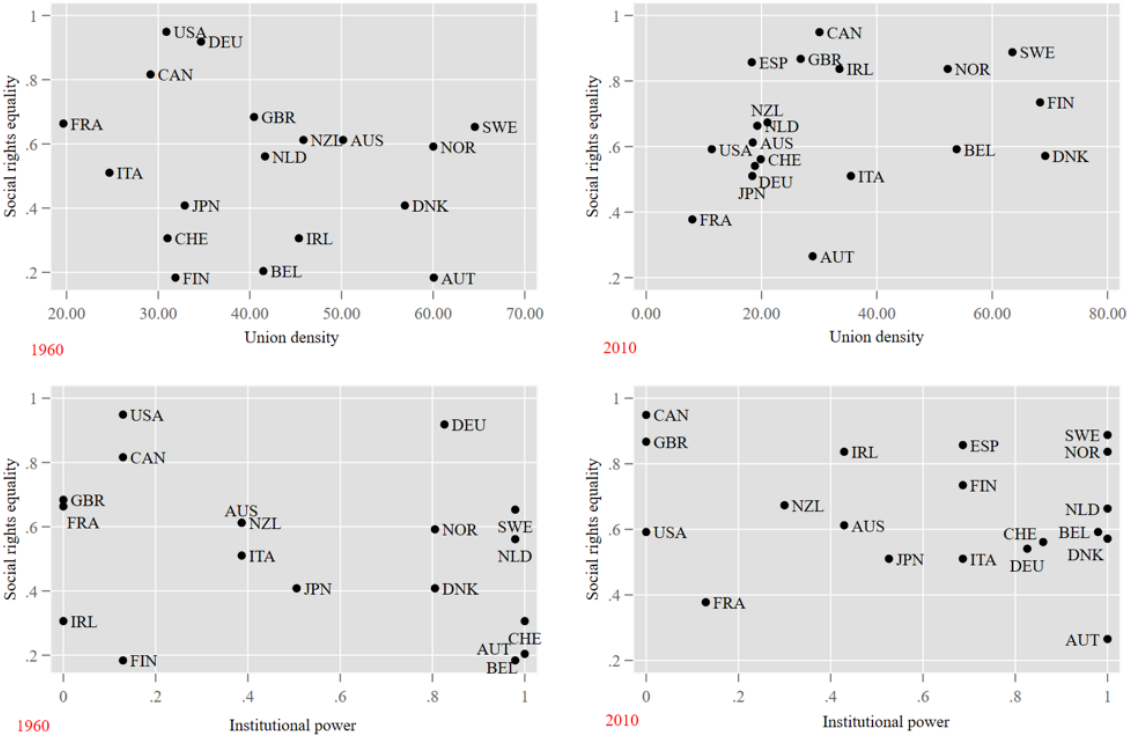 Social rights equality
1
.8
.6
.4
.2
USA
DEU
CAN
FRA
GBR
SWE
NZL
AUS
NOR
NLD
ITA
JPN
DNK
CHE
IRL
BEL
FIN
AUT
20.00 30.00 40.00 50.00 60.00 70.00
Union density
1960
Social rights equality
1
.8
.6
.4
.2
CAN
SWE
ESP
GBR
IRL
NOR
FIN
NZL
NLD
AUS
USA
BEL
CHE
DNK
DEU
ITA
JPN
FRA
AUT
0.00 20.00 40.00 60.00 80.00
Union density
2010
Social rights equality
1
.8
.6
.4
.2
USA
DEU
CAN
GBR
FRA
AUS
NZL
NOR
SWE
NLD
ITA
JPN
DNK
IRL
CHE
AUT
FIN
BEL
0 .2 .4 .6 .8 1
Institutional power
1960
Social rights equality
1
.8
.6
.4
.2
CAN
SWE
GBR
ESP
IRL
NOR
FIN
NZL
NLD
AUS
USA
CHE
BEL
JPN
ITA
DEU
DNK
FRA
AUT
0 .2 .4 .6 .8 1
Institutional power
2010